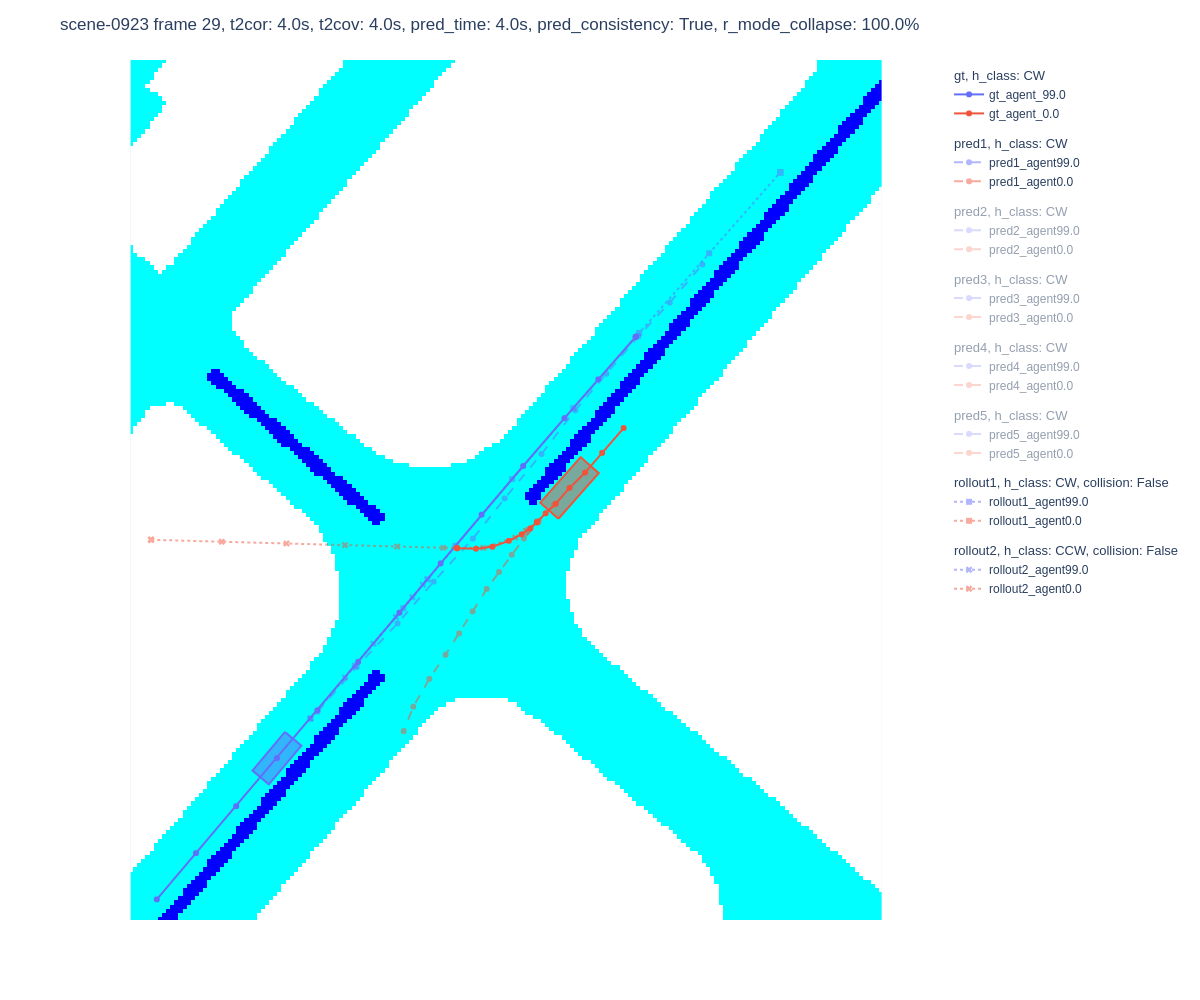 scene-0923 frame 29, t2cor: 4.0s, t2cov: 4.0s, pred_time: 4.0s, pred_consistency: True, r_mode_collapse: 100.0%
gt, h_class: CW
gt_agent_99.0
gt_agent_0.0
pred1, h_class: CW
pred1_agent99.0
pred1_agent0.0
pred2, h_class: CW
pred2_agent99.0
pred2_agent0.0
pred3, h_class: CW
pred3_agent99.0
pred3_agent0.0
pred4, h_class: CW
pred4_agent99.0
pred4_agent0.0
pred5, h_class: CW
pred5_agent99.0
pred5_agent0.0
rollout1, h_class: CW, collision: False
rollout1_agent99.0
rollout1_agent0.0
rollout2, h_class: CCW, collision: False
rollout2_agent99.0
rollout2_agent0.0